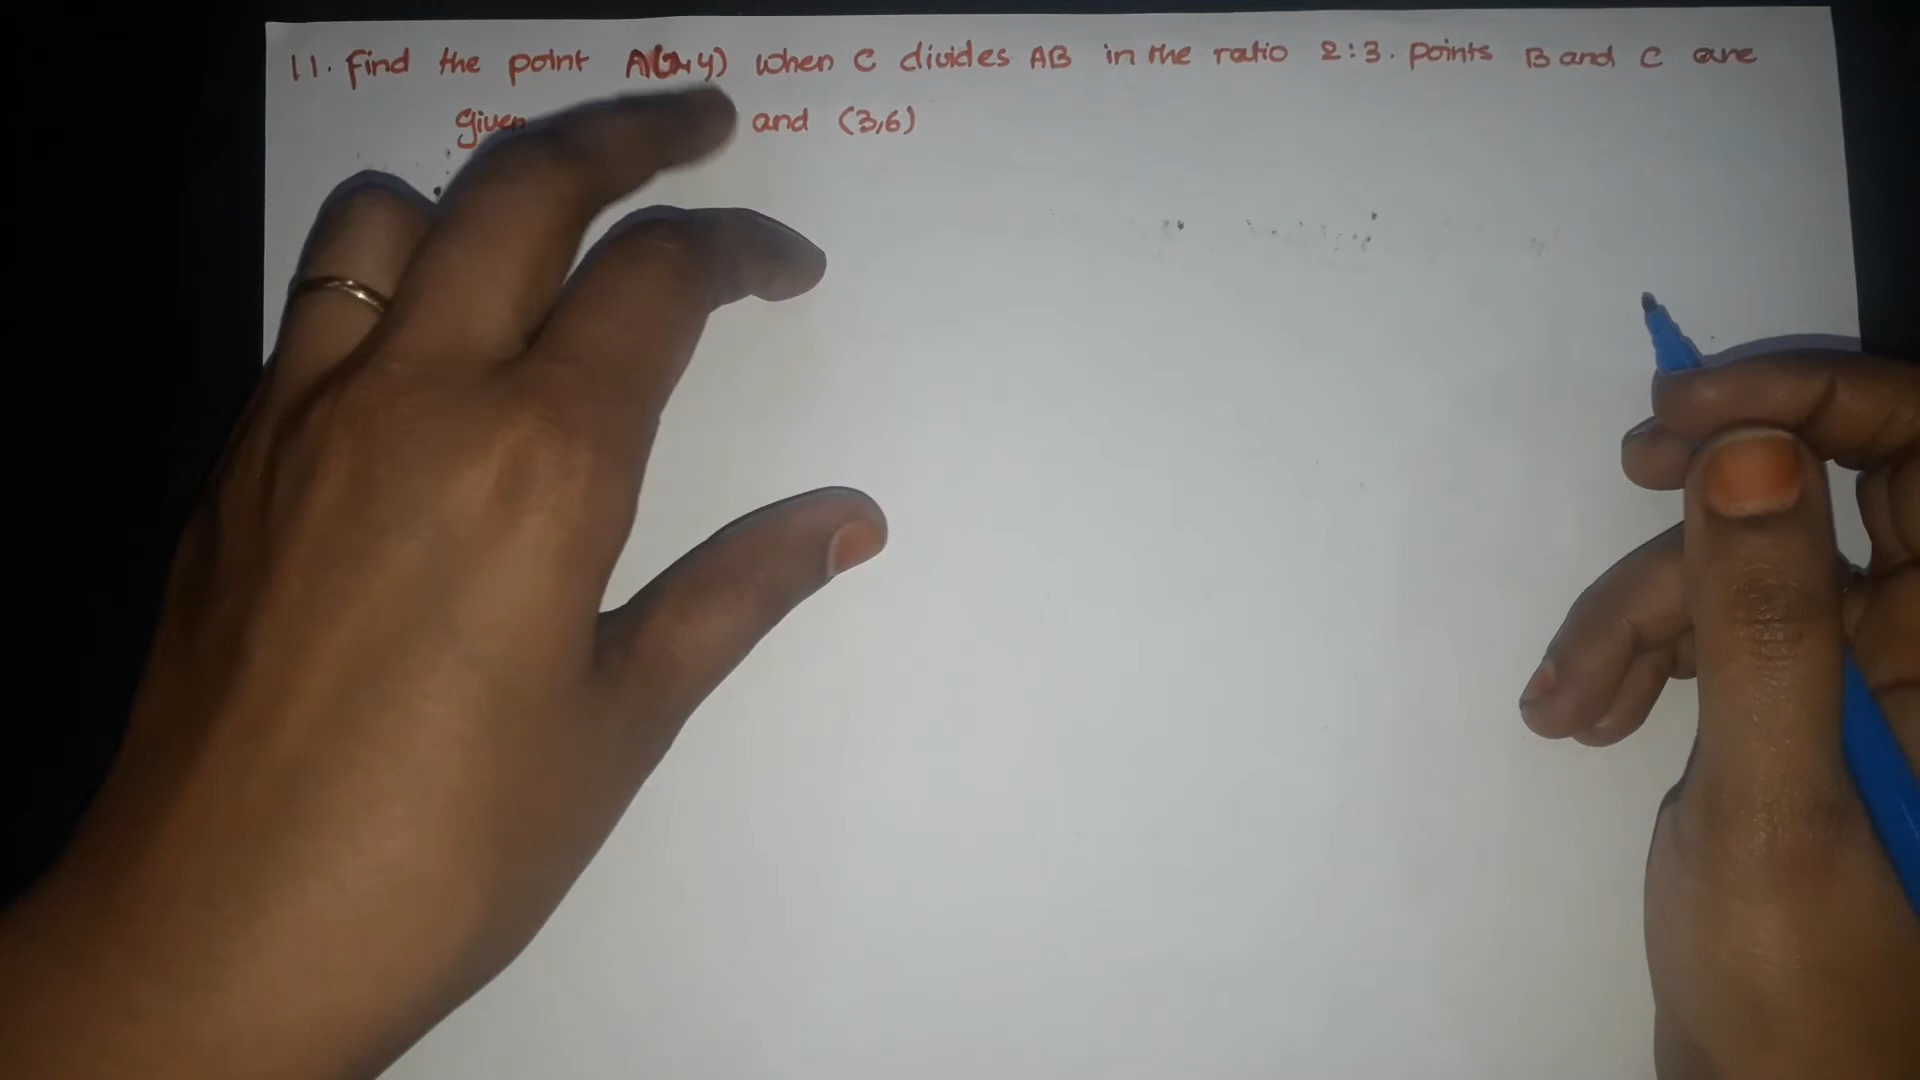 11. Find the point A(x,y) when C divides AB in the ratio 2:3. points B and C are
given and (3,6)